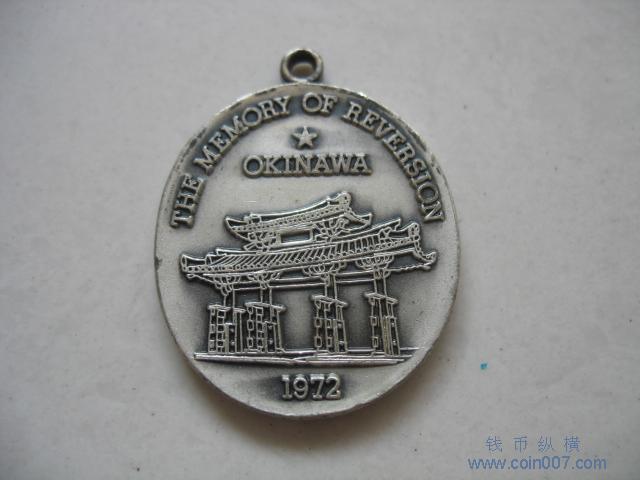 THE MEMORY OF REVERSION
OKINAWA
1972
钱币纵横
www.coin007.com